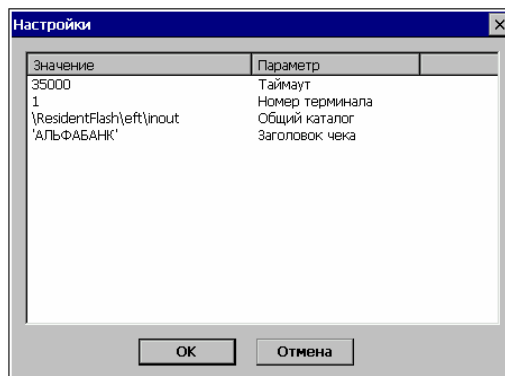 Настройки
Значение Параметр
35000 Таймаут
1 Номер терминала
\ResidentFlash\eft\inout Общий каталог
'АЛЬФАБАНК' Заголовок чека
OK Отмена